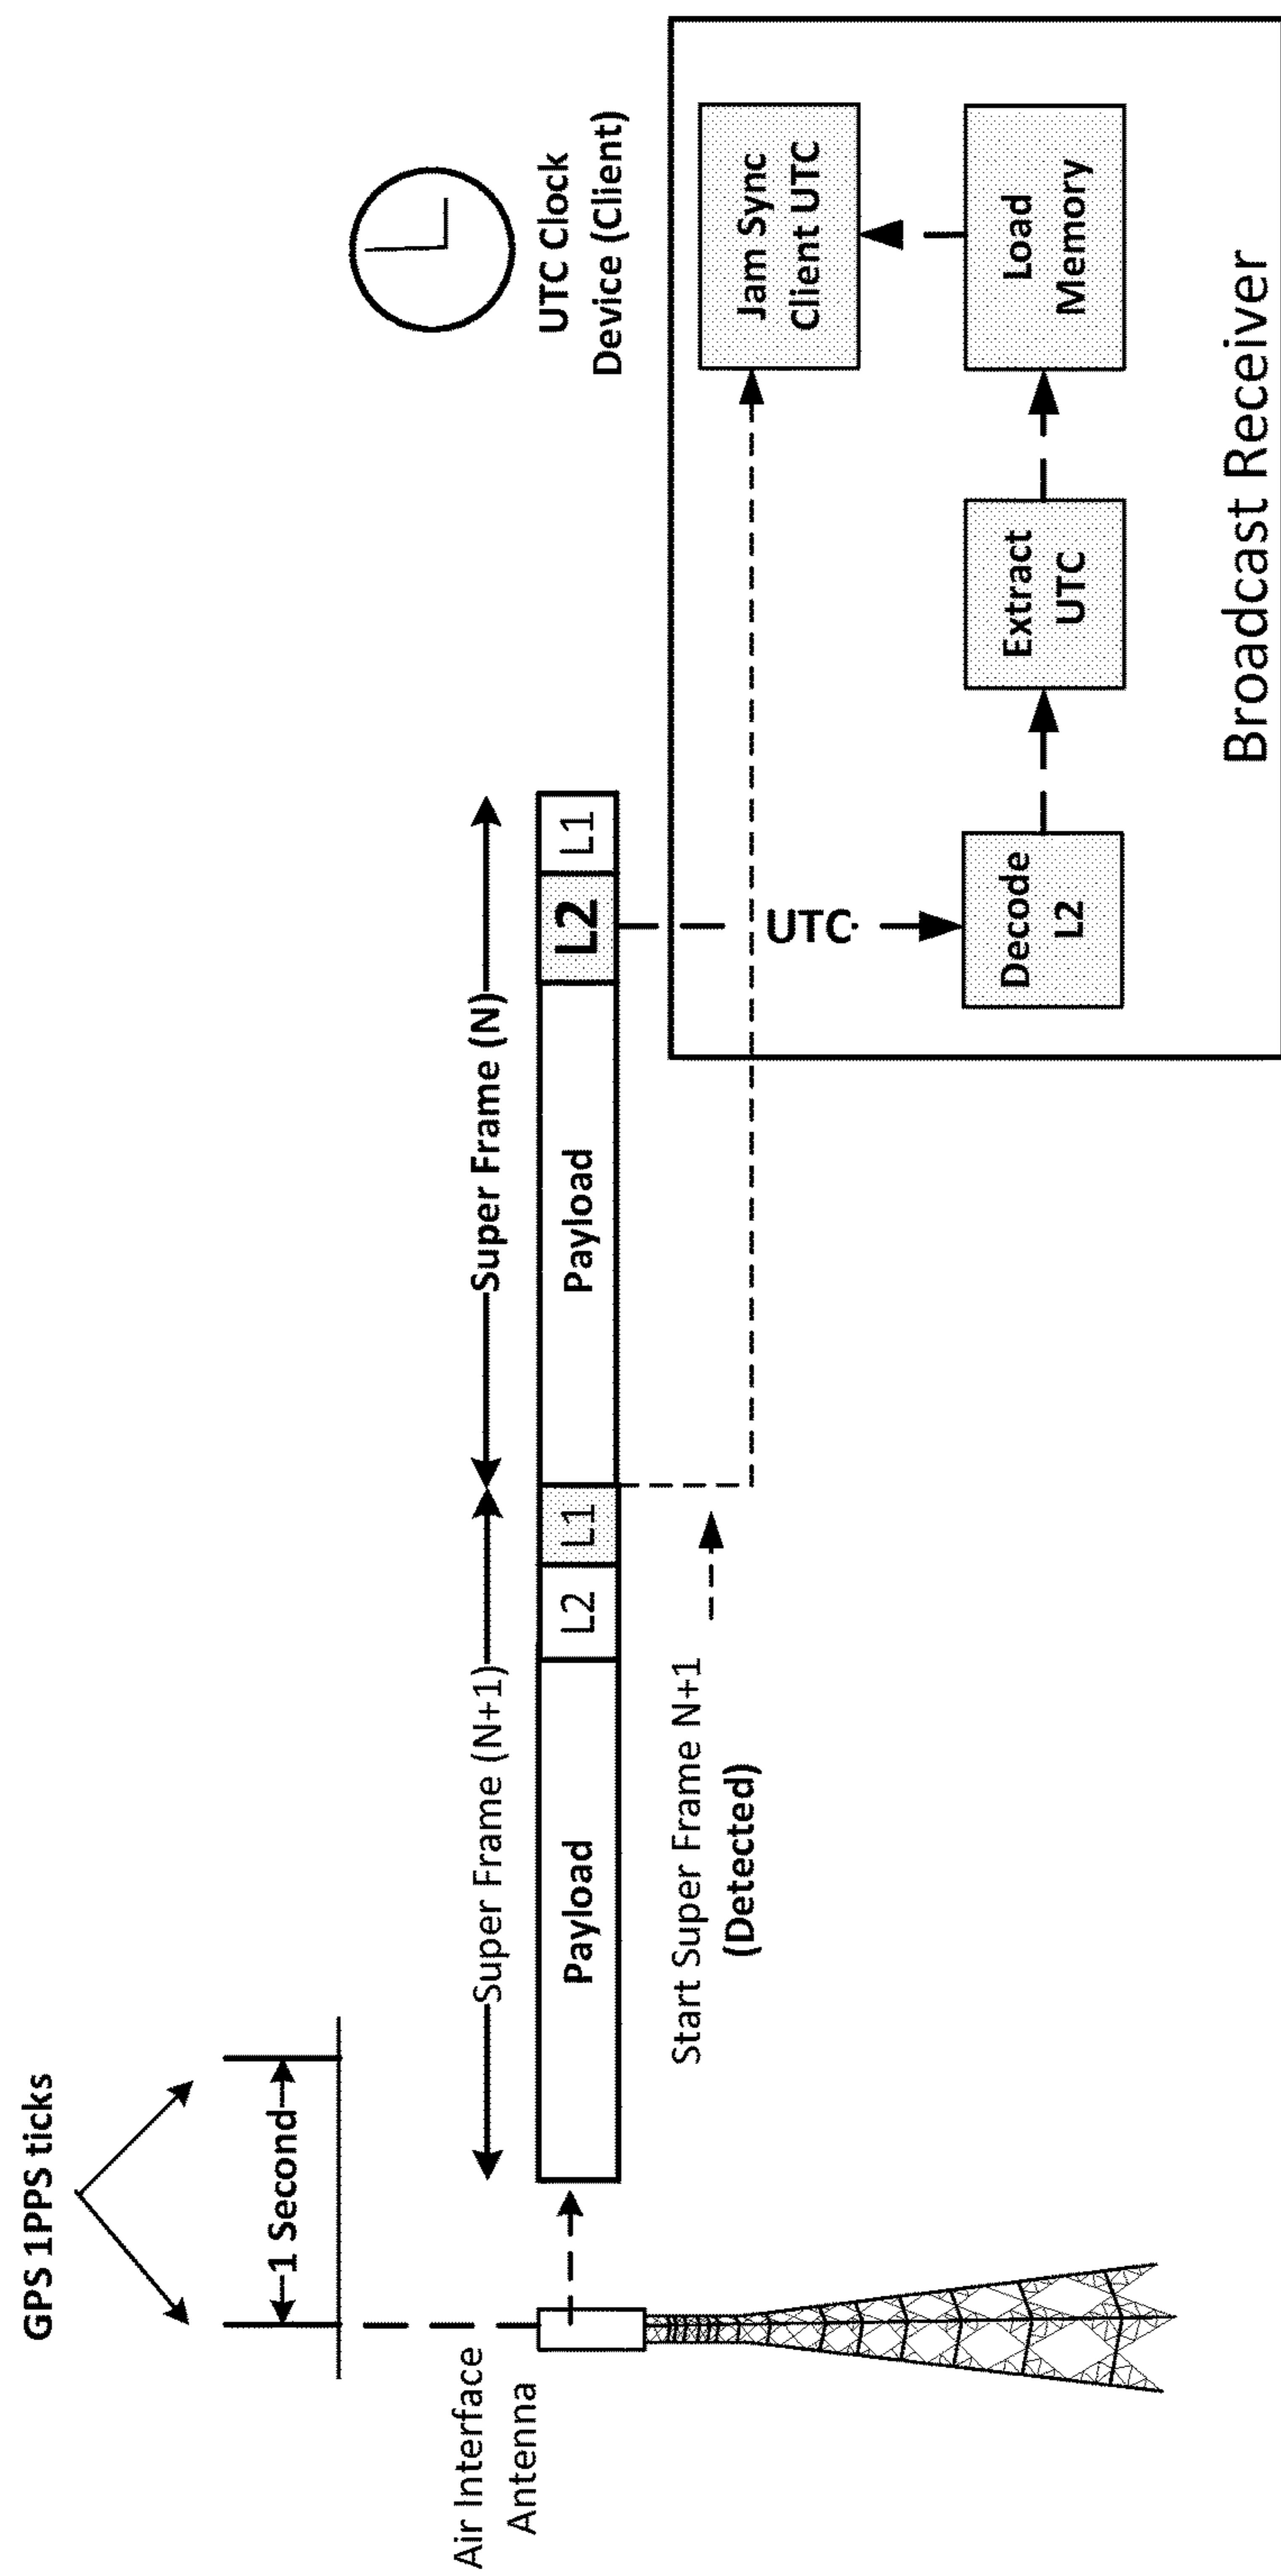 GPS 1PPS ticks
1 Second
Air Interface
Antenna
UTC Clock
Device (Client)
Super Frame (N+1)
Super Frame (N)
Payload
L2
L1
Payload
L2
L1
Start Super Frame N+1
(Detected)
UTC
Jam Sync
Client UTC
Decode
L2
Extract
UTC
Load
Memory
Broadcast Receiver